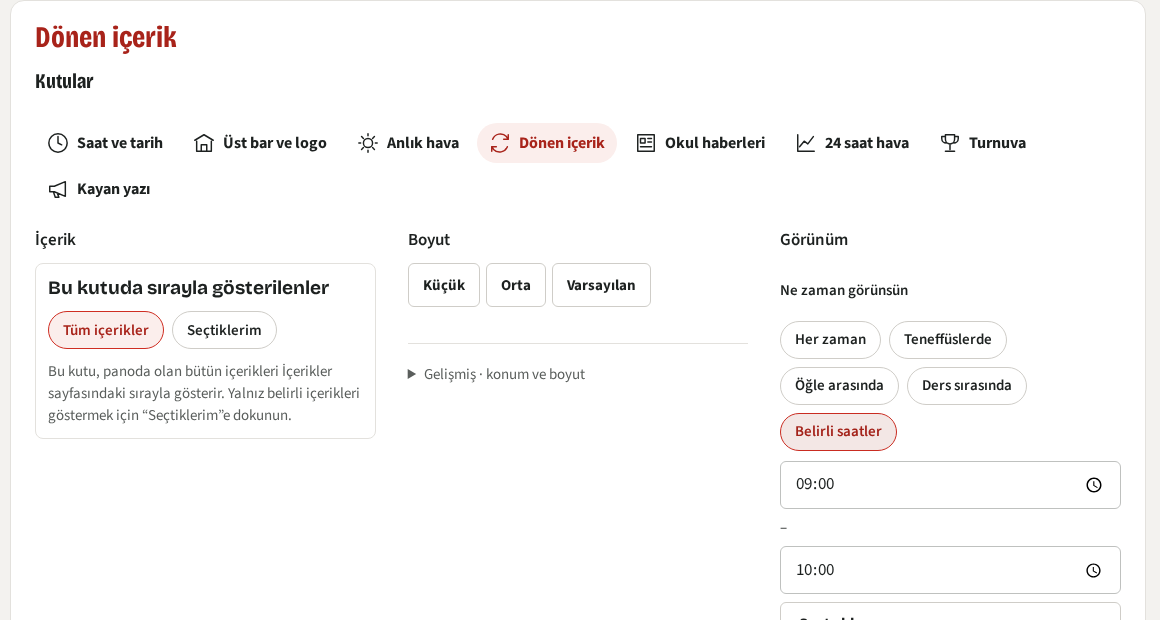 Dönen içerik
Kutular
Saat ve tarih
Üst bar ve logo
Anlık hava
Dönen içerik
Okul haberleri
24 saat hava
Turnuva
Kayan yazı
İçerik
Bu kutuda sırayla gösterilenler
Tüm içerikler
Seçtiklerim
Bu kutu, panoda olan bütün içerikleri İçerikler
sayfasındaki sırayla gösterir. Yalnız belirli içerikleri
göstermek için “Seçtiklerim”e dokunun.
Boyut
Küçük
Orta
Varsayılan
Gelişmiş · konum ve boyut
Görünüm
Ne zaman görünsün
Her zaman
Teneffüslerde
Öğle arasında
Ders sırasında
Belirli saatler
09:00
–
10:00